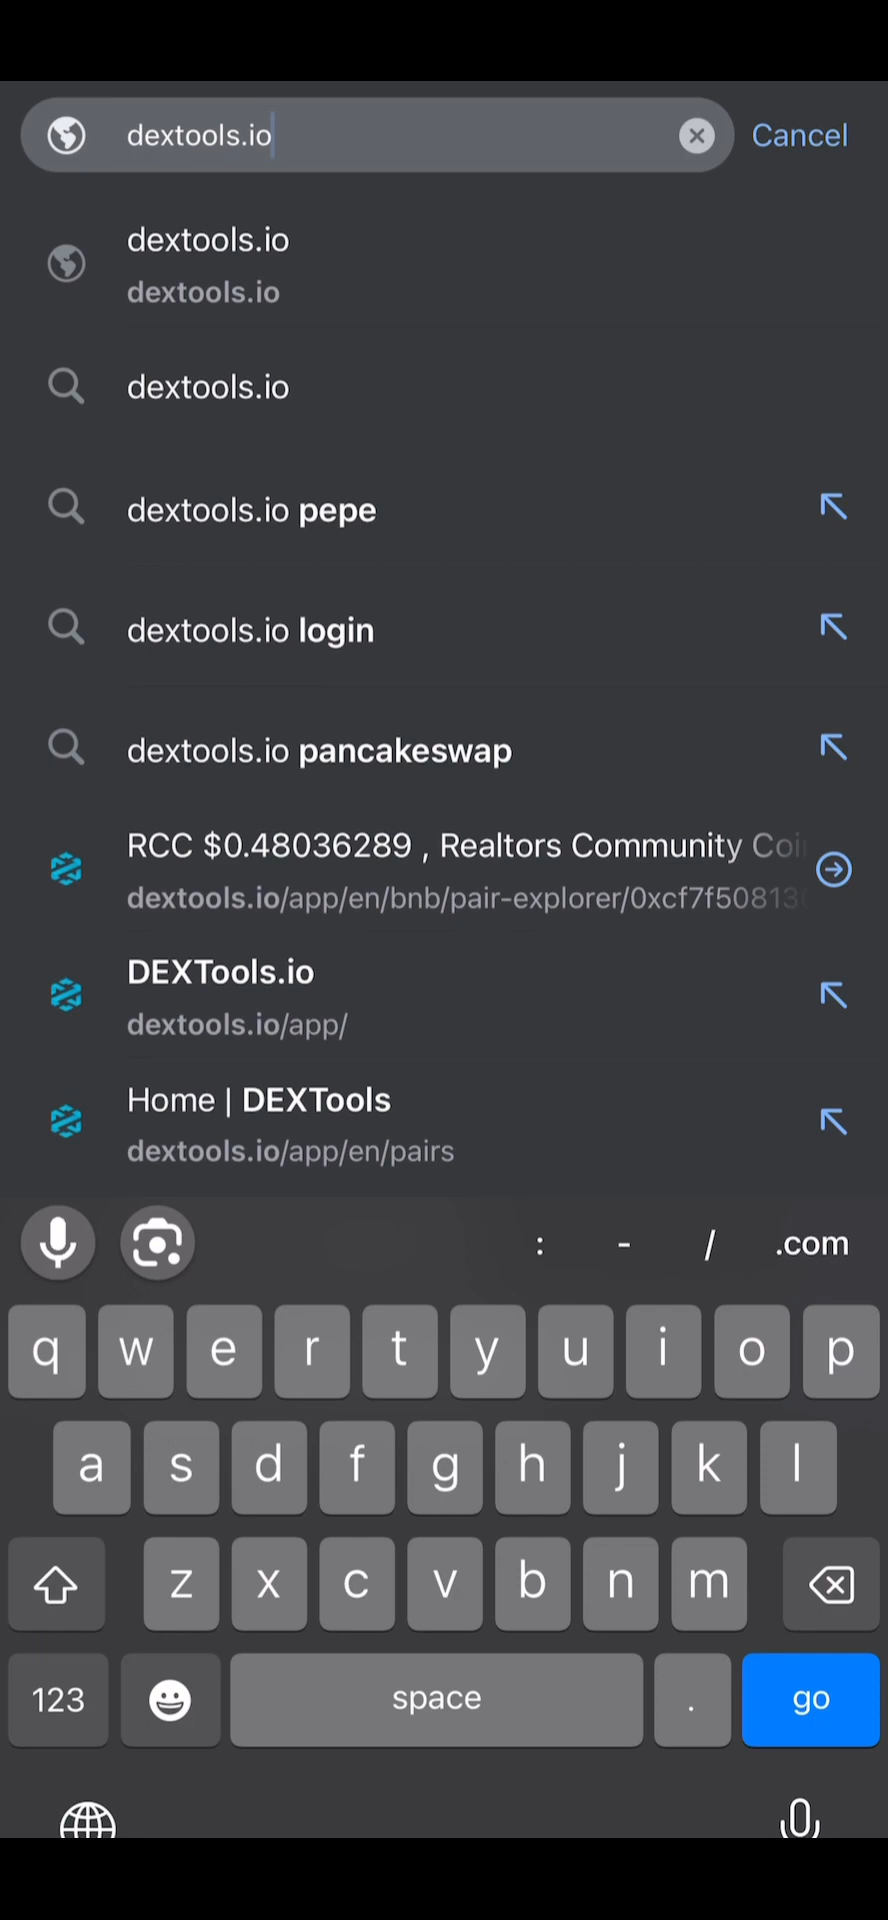 dextools.io
Cancel
dextools.io
dextools.io
dextools.io
dextools.io pepe
dextools.io login
dextools.io pancakeswap
RCC $0.48036289 , Realtors Community Coi
dextools.io/app/en/bnb/pair-explorer/0xcf7f50813
DEXTools.io
dextools.io/app/
Home | DEXTools
dextools.io/app/en/pairs
: - / .com
q w e r t y u i o p
a s d f g h j k l
z x c v b n m
123 space . go